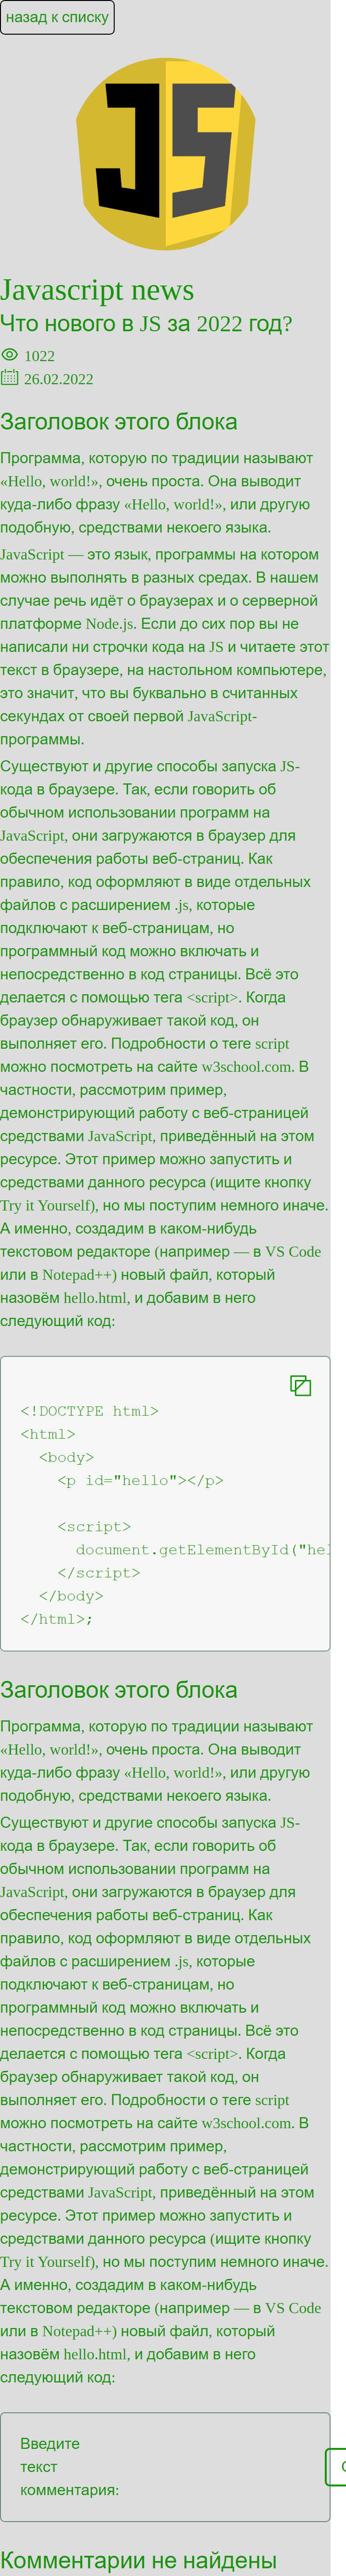 назад к списку
JS
Javascript news
Что нового в JS за 2022 год?
1022
26.02.2022
Заголовок этого блока
Программа, которую по традиции называют
«Hello, world!», очень проста. Она выводит
куда-либо фразу «Hello, world!», или другую
подобную, средствами некоего языка.
JavaScript — это язык, программы на котором
можно выполнять в разных средах. В нашем
случае речь идёт о браузерах и о серверной
платформе Node.js. Если до сих пор вы не
написали ни строчки кода на JS и читаете этот
текст в браузере, на настольном компьютере,
это значит, что вы буквально в считанных
секундах от своей первой JavaScript-
программы.
Существуют и другие способы запуска JS-
кода в браузере. Так, если говорить об
обычном использовании программ на
JavaScript, они загружаются в браузер для
обеспечения работы веб-страниц. Как
правило, код оформляют в виде отдельных
файлов с расширением .js, которые
подключают к веб-страницам, но
программный код можно включать и
непосредственно в код страницы. Всё это
делается с помощью тега <script>. Когда
браузер обнаруживает такой код, он
выполняет его. Подробности о теге script
можно посмотреть на сайте w3school.com. В
частности, рассмотрим пример,
демонстрирующий работу с веб-страницей
средствами JavaScript, приведённый на этом
ресурсе. Этот пример можно запустить и
средствами данного ресурса (ищите кнопку
Try it Yourself), но мы поступим немного иначе.
А именно, создадим в каком-нибудь
текстовом редакторе (например — в VS Code
или в Notepad++) новый файл, который
назовём hello.html, и добавим в него
следующий код:
<!DOCTYPE html>
<html>
<body>
<p id="hello"></p>
<script>
document.getElementById("hel
</script>
</body>
</html>;
Заголовок этого блока
Программа, которую по традиции называют
«Hello, world!», очень проста. Она выводит
куда-либо фразу «Hello, world!», или другую
подобную, средствами некоего языка.
Существуют и другие способы запуска JS-
кода в браузере. Так, если говорить об
обычном использовании программ на
JavaScript, они загружаются в браузер для
обеспечения работы веб-страниц. Как
правило, код оформляют в виде отдельных
файлов с расширением .js, которые
подключают к веб-страницам, но
программный код можно включать и
непосредственно в код страницы. Всё это
делается с помощью тега <script>. Когда
браузер обнаруживает такой код, он
выполняет его. Подробности о теге script
можно посмотреть на сайте w3school.com. В
частности, рассмотрим пример,
демонстрирующий работу с веб-страницей
средствами JavaScript, приведённый на этом
ресурсе. Этот пример можно запустить и
средствами данного ресурса (ищите кнопку
Try it Yourself), но мы поступим немного иначе.
А именно, создадим в каком-нибудь
текстовом редакторе (например — в VS Code
или в Notepad++) новый файл, который
назовём hello.html, и добавим в него
следующий код:
Введите
текст
комментария:
Комментарии не найдены